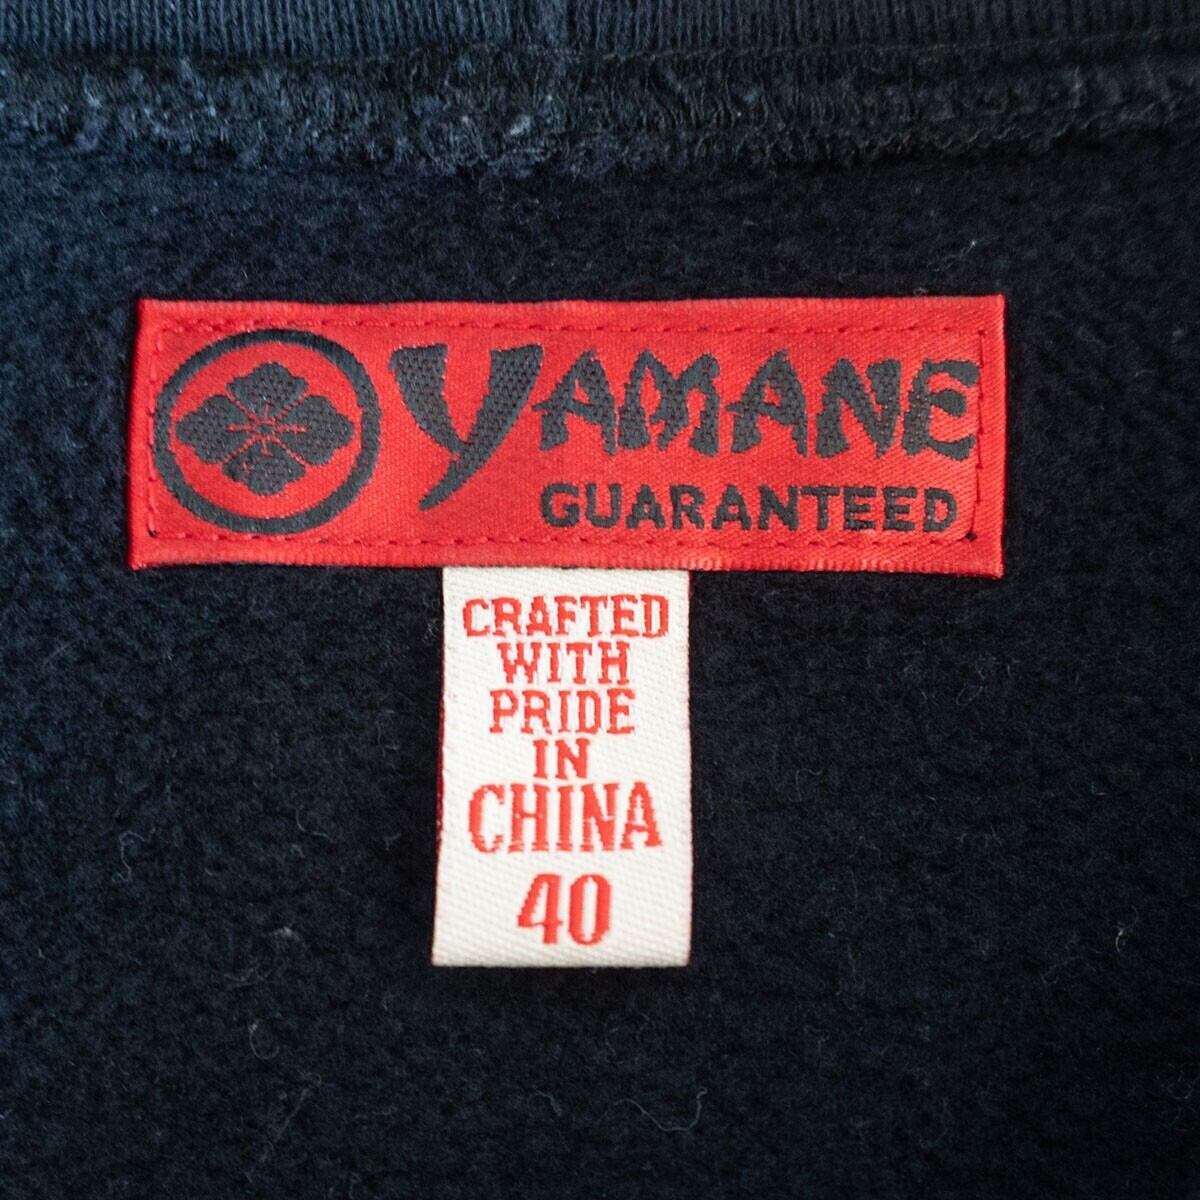 YAMANE
GUARANTEED
CRAFTED
WITH
PRIDE
IN
CHINA
40